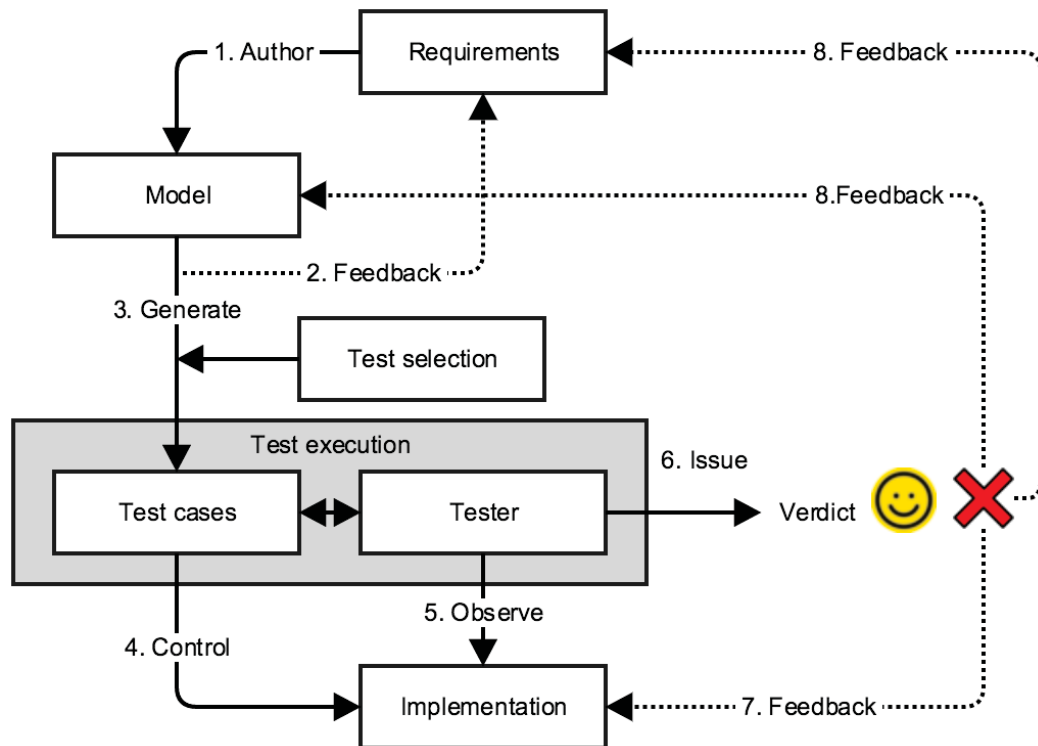 1. Author
Requirements
8. Feedback
Model
8.Feedback
2. Feedback
3. Generate
Test selection
Test execution
6. Issue
Test cases
Tester
Verdict
5. Observe
4. Control
Implementation
7. Feedback